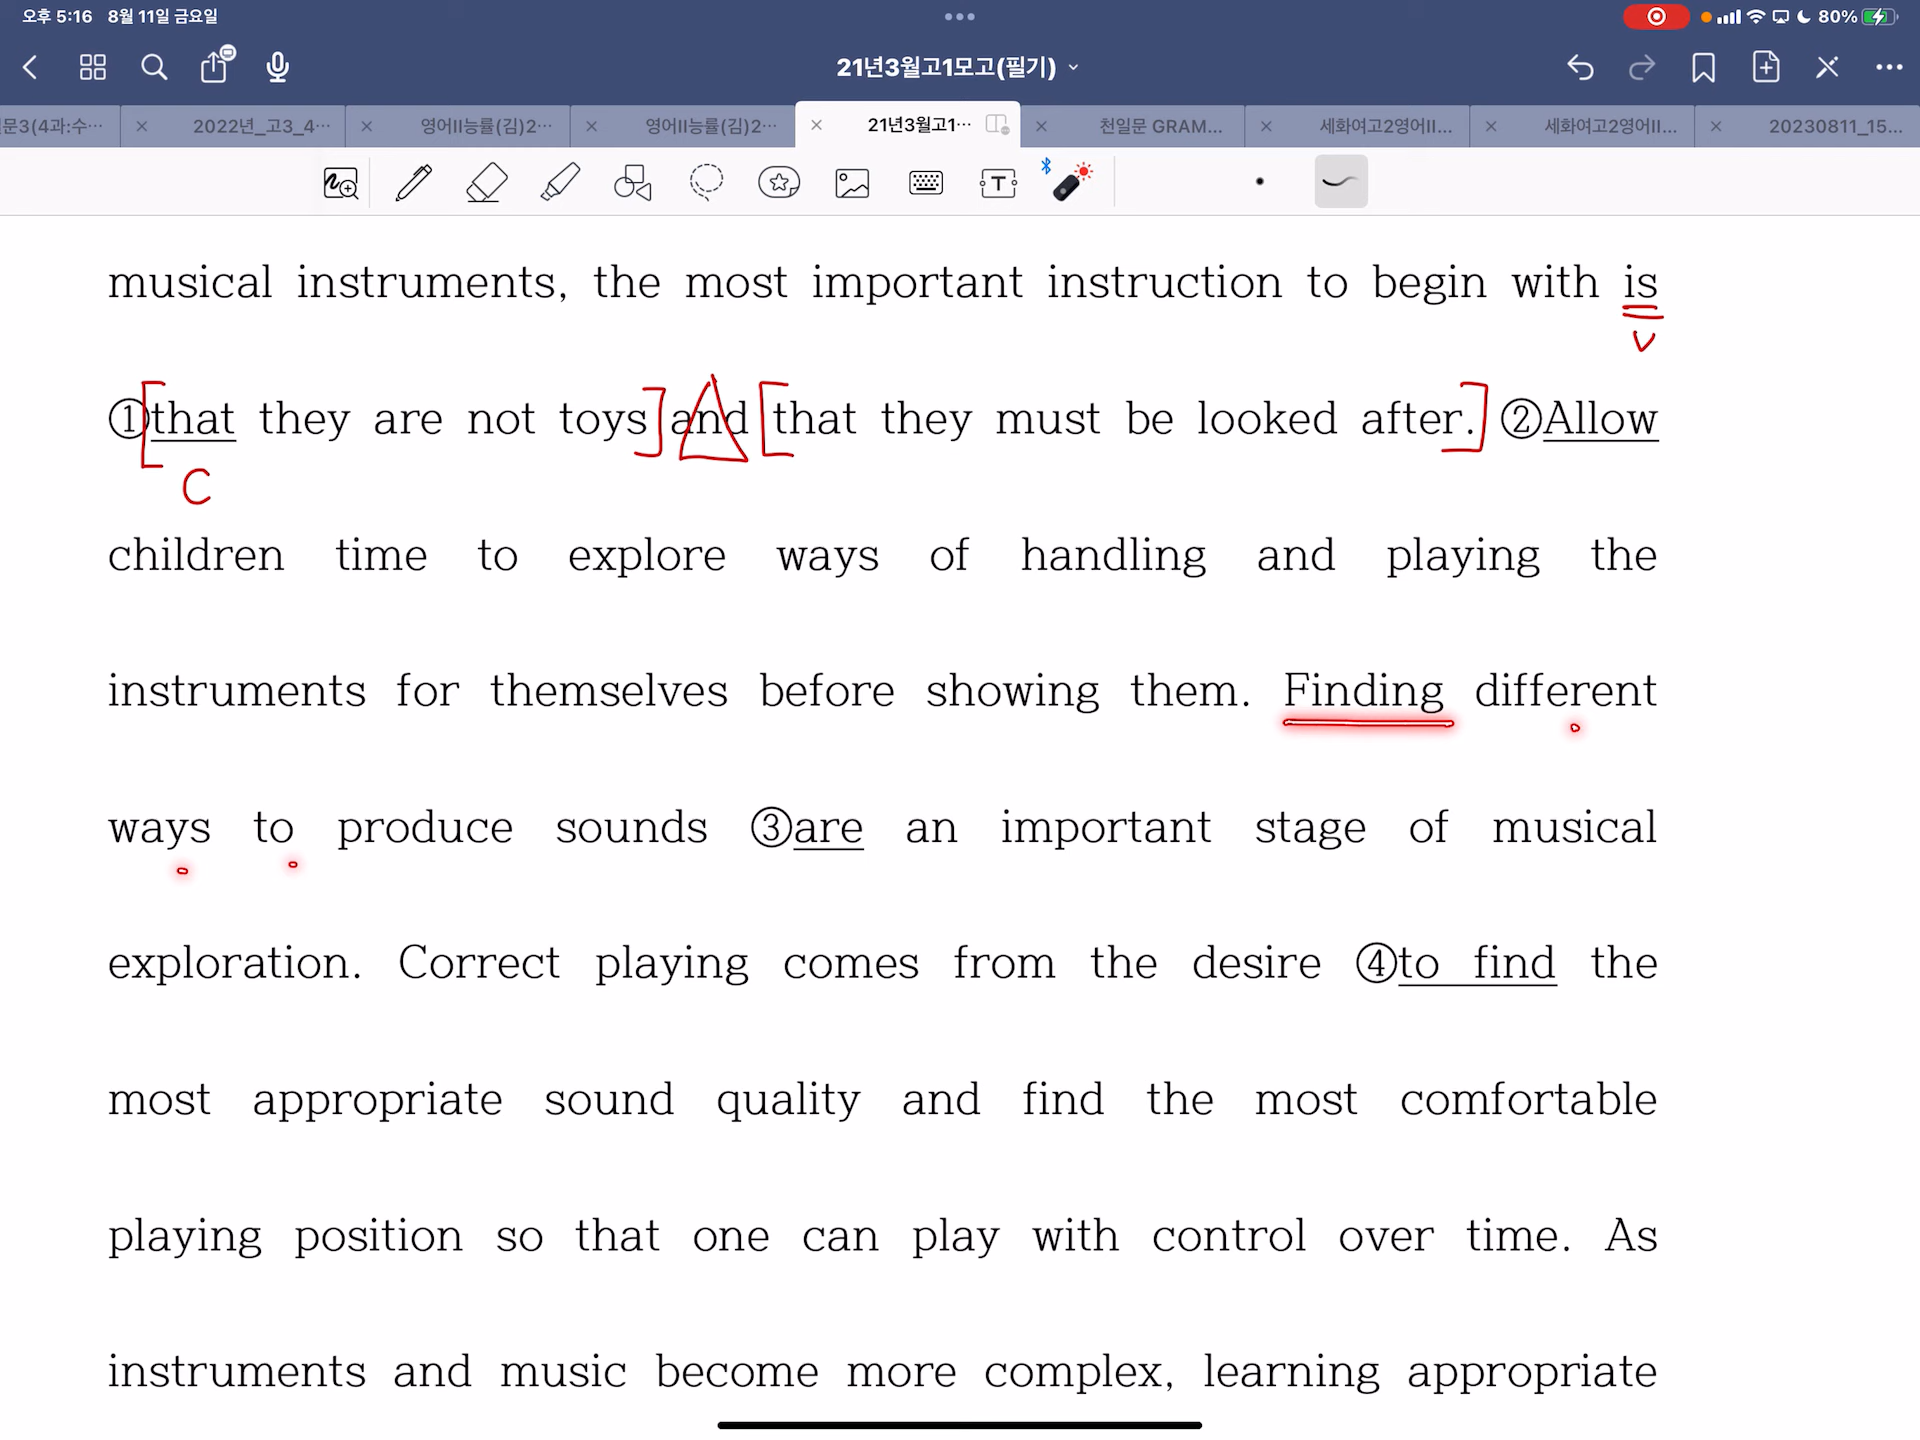 오후 5:16 8월 11일 금요일
80%
21년3월고1모고(필기)
문3(4과:수···
2022년_고3_4···
영어II능률(김)2···
영어II능률(김)2···
21년3월고1···
천일문 GRAM...
세화여고2영어II...
세화여고2영어II...
20230811_15...
musical instruments, the most important instruction to begin with is
V
①that they are not toys] and [that they must be looked after.] ②Allow
C
children time to explore ways of handling and playing the
instruments for themselves before showing them. Finding different
ways to produce sounds ③are an important stage of musical
exploration. Correct playing comes from the desire ④to find the
most appropriate sound quality and find the most comfortable
playing position so that one can play with control over time. As
instruments and music become more complex, learning appropriate